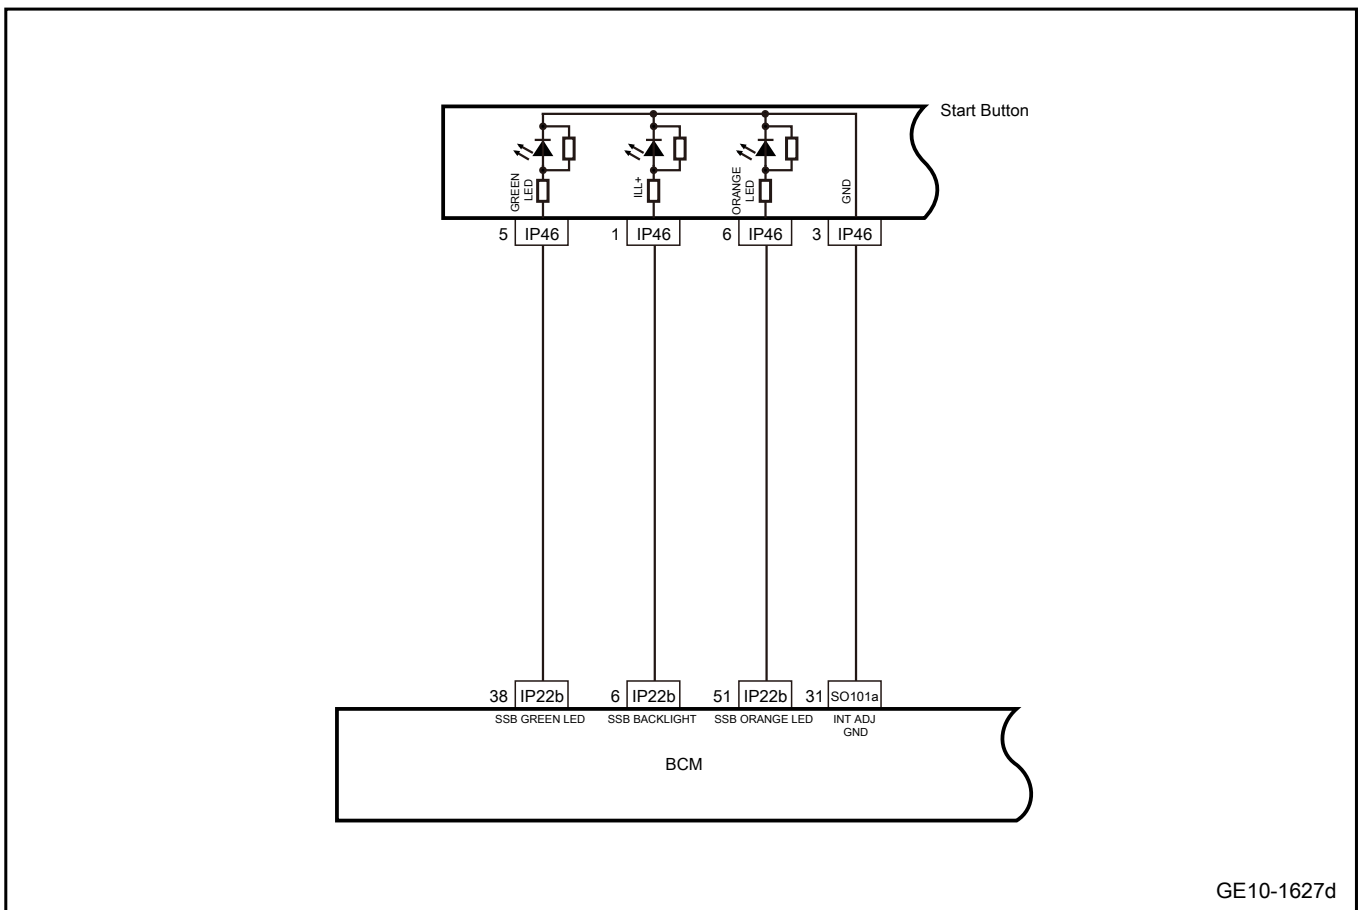 Start Button
GREEN
LED
ILL+
ORANGE
LED
GND
5 IP46
1 IP46
6 IP46
3 IP46
38 IP22b
6 IP22b
51 IP22b
31 SO101a
SSB GREEN LED
SSB BACKLIGHT
SSB ORANGE LED
INT ADJ
GND
BCM
GE10-1627d